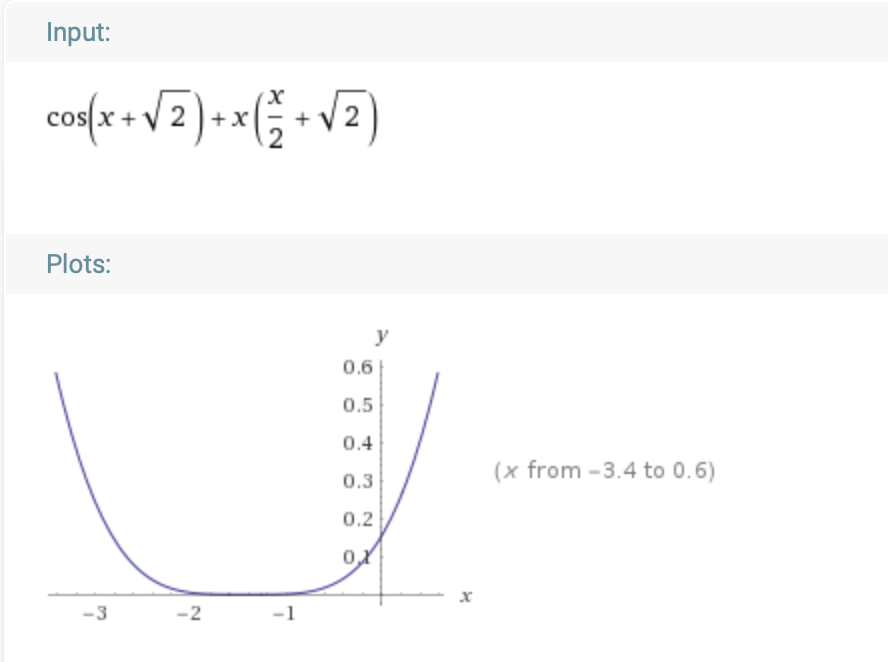 Input:
cos(x + √2) + x(x/2 + √2)
Plots:
y
0.6
0.5
0.4
0.3
0.2
0.1
(x from −3.4 to 0.6)
x
−3 −2 −1